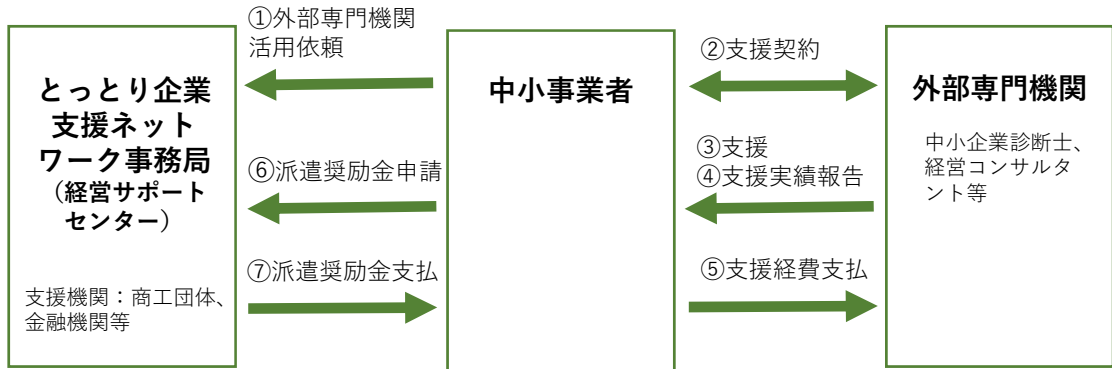 とっとり企業
支援ネット
ワーク事務局
（経営サポート
センター）
支援機関：商工団体、
金融機関等
①外部専門機関
活用依頼
⑥派遣奨励金申請
⑦派遣奨励金支払
中小事業者
②支援契約
③支援
④支援実績報告
⑤支援経費支払
外部専門機関
中小企業診断士、
経営コンサルタ
ント等